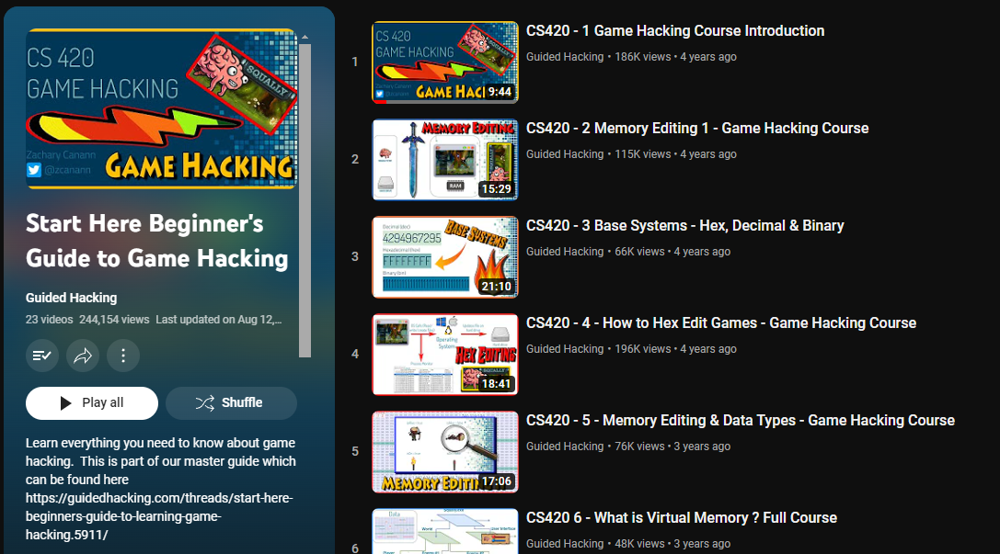 CS 420
GAME HACKING
SQUALLY
Zachary Canann
@zcanann
GAME HACKING
Start Here Beginner's
Guide to Game Hacking
Guided Hacking
23 videos 244,154 views Last updated on Aug 12,...
Play all
Shuffle
Learn everything you need to know about game
hacking. This is part of our master guide which
can be found here
https://guidedhacking.com/threads/start-here-
beginners-guide-to-learning-game-
hacking.5911/
1
CS 420
GAME HACKING
SQUALLY
Zachary Canann
@zcanann
GAME HACI
9:44
CS420 - 1 Game Hacking Course Introduction
Guided Hacking • 186K views • 4 years ago
2
MEMORY EDITING
RAM
15:29
CS420 - 2 Memory Editing 1 - Game Hacking Course
Guided Hacking • 115K views • 4 years ago
3
Decimal (dec)
4294967295
Hexadecimal (hex)
FFFFFFFF
Binary (bin)
BASE SYSTEMS
21:10
CS420 - 3 Base Systems - Hex, Decimal & Binary
Guided Hacking • 66K views • 4 years ago
4
Operating
System
HEX EDITING
SQUALLY
18:41
CS420 - 4 - How to Hex Edit Games - Game Hacking Course
Guided Hacking • 196K views • 4 years ago
5
MEMORY EDITI
17:06
CS420 - 5 - Memory Editing & Data Types - Game Hacking Course
Guided Hacking • 76K views • 3 years ago
6
Data
World
User Interface
CS420 6 - What is Virtual Memory ? Full Course
Guided Hacking • 48K views • 3 years ago